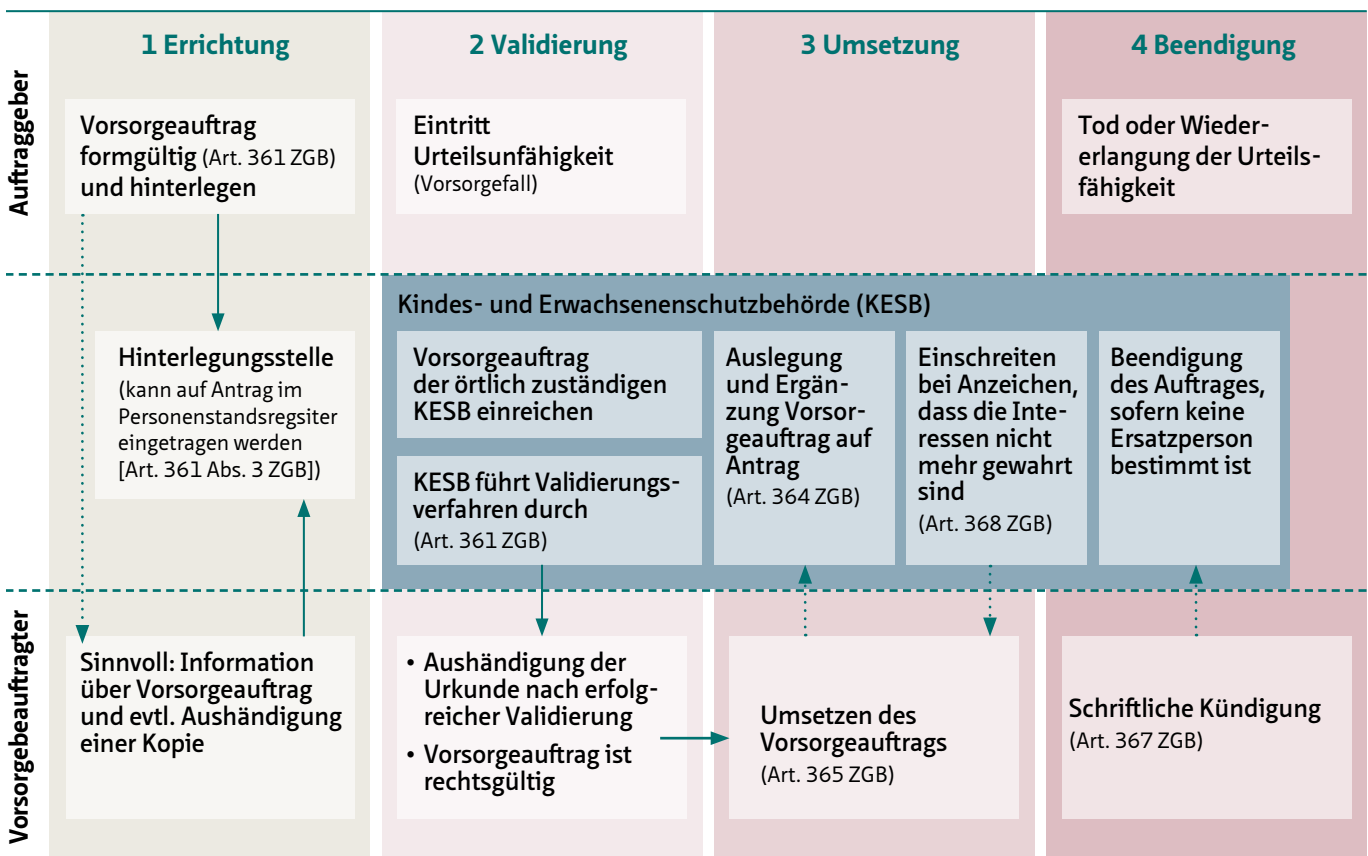 1 Errichtung
2 Validierung
3 Umsetzung
4 Beendigung
Auftraggeber
Vorsorgeauftrag
formgültig (Art. 361 ZGB)
und hinterlegen
Eintritt
Urteilsunfähigkeit
(Vorsorgefall)
Tod oder Wieder-
erlangung der Urteils-
fähigkeit
Hinterlegungsstelle
(kann auf Antrag im
Personenstandsregsiter
eingetragen werden
[Art. 361 Abs. 3 ZGB])
Kindes- und Erwachsenenschutzbehörde (KESB)
Vorsorgeauftrag
der örtlich zuständigen
KESB einreichen
KESB führt Validierungs-
verfahren durch
(Art. 361 ZGB)
Auslegung
und Ergän-
zung Vorsor-
geauftrag auf
Antrag
(Art. 364 ZGB)
Einschreiten
bei Anzeichen,
dass die Inte-
ressen nicht
mehr gewahrt
sind
(Art. 368 ZGB)
Beendigung
des Auftrages,
sofern keine
Ersatzperson
bestimmt ist
Vorsorgebeauftragter
Sinnvoll: Information
über Vorsorgeauftrag
und evtl. Aushändigung
einer Kopie
• Aushändigung der
Urkunde nach erfolg-
reicher Validierung
• Vorsorgeauftrag ist
rechtsgültig
Umsetzen des
Vorsorgeauftrags
(Art. 365 ZGB)
Schriftliche Kündigung
(Art. 367 ZGB)